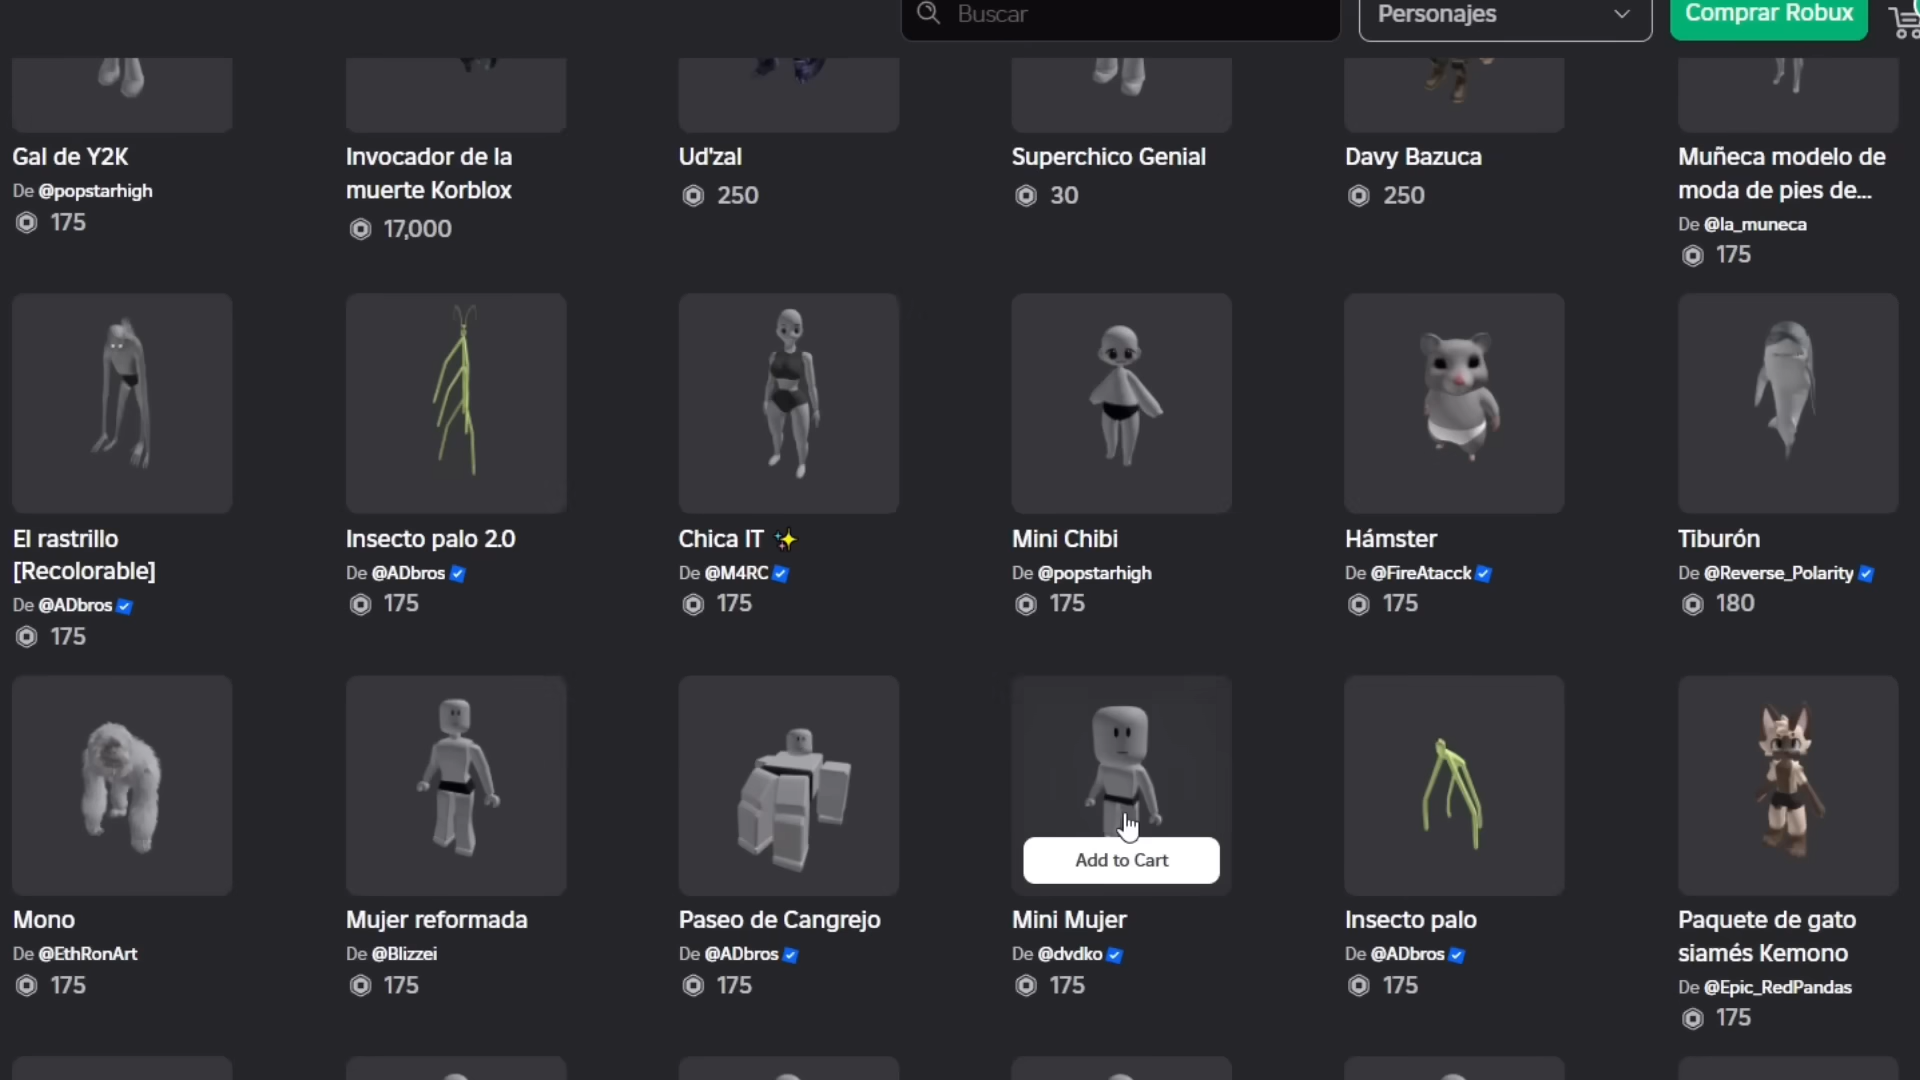 Buscar
Personajes
Comprar Robux
Gal de Y2K
De @popstarhigh
175
Invocador de la
muerte Korblox
17,000
Ud'zal
250
Superchico Genial
30
Davy Bazuca
250
Muñeca modelo de
moda de pies de...
De @la_muneca
175
El rastrillo
[Recolorable]
De @ADbros
175
Insecto palo 2.0
De @ADbros
175
Chica IT ✨
De @M4RC
175
Mini Chibi
De @popstarhigh
175
Hámster
De @FireAtacck
175
Tiburón
De @Reverse_Polarity
180
Mono
De @EthRonArt
175
Mujer reformada
De @Blizzei
175
Paseo de Cangrejo
De @ADbros
175
Add to Cart
Mini Mujer
De @dvdko
175
Insecto palo
De @ADbros
175
Paquete de gato
siamés Kemono
De @Epic_RedPandas
175